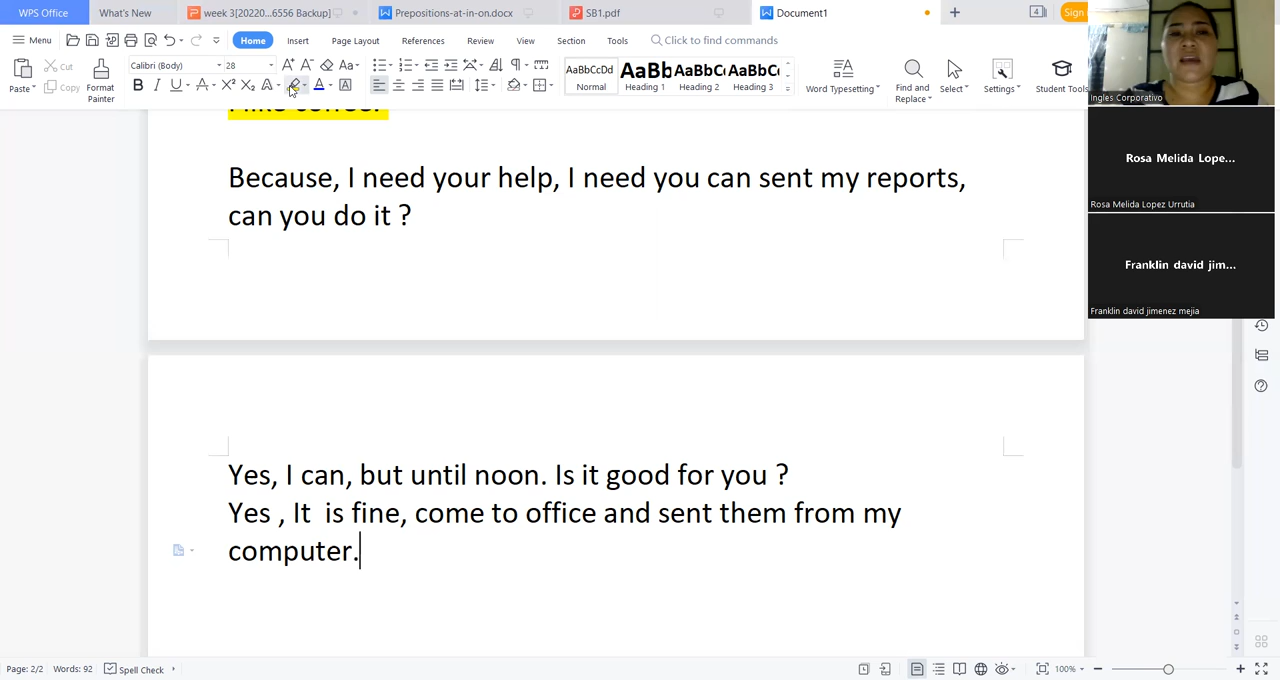 WPS Office What's New week 3[20220...6556 Backup] Prepositions-at-in-on.docx SB1.pdf Document1 4 Sign
Menu Home Insert Page Layout References Review View Section Tools Click to find commands
Calibri (Body) 28
Paste Cut Copy Format Painter
AaBbCcDd Normal AaBb Heading 1 AaBbCc Heading 2 AaBbC Heading 3
Word Typesetting Find and Replace Select Settings Student Tools
Ingles Corporativo
Because, I need your help, I need you can sent my reports,
can you do it ?
Rosa Melida Lope...
Rosa Melida Lopez Urrutia
Franklin david jim...
Franklin david jimenez mejia
Yes, I can, but until noon. Is it good for you ?
Yes , It is fine, come to office and sent them from my
computer.
Page: 2/2 Words: 92 Spell Check 100%